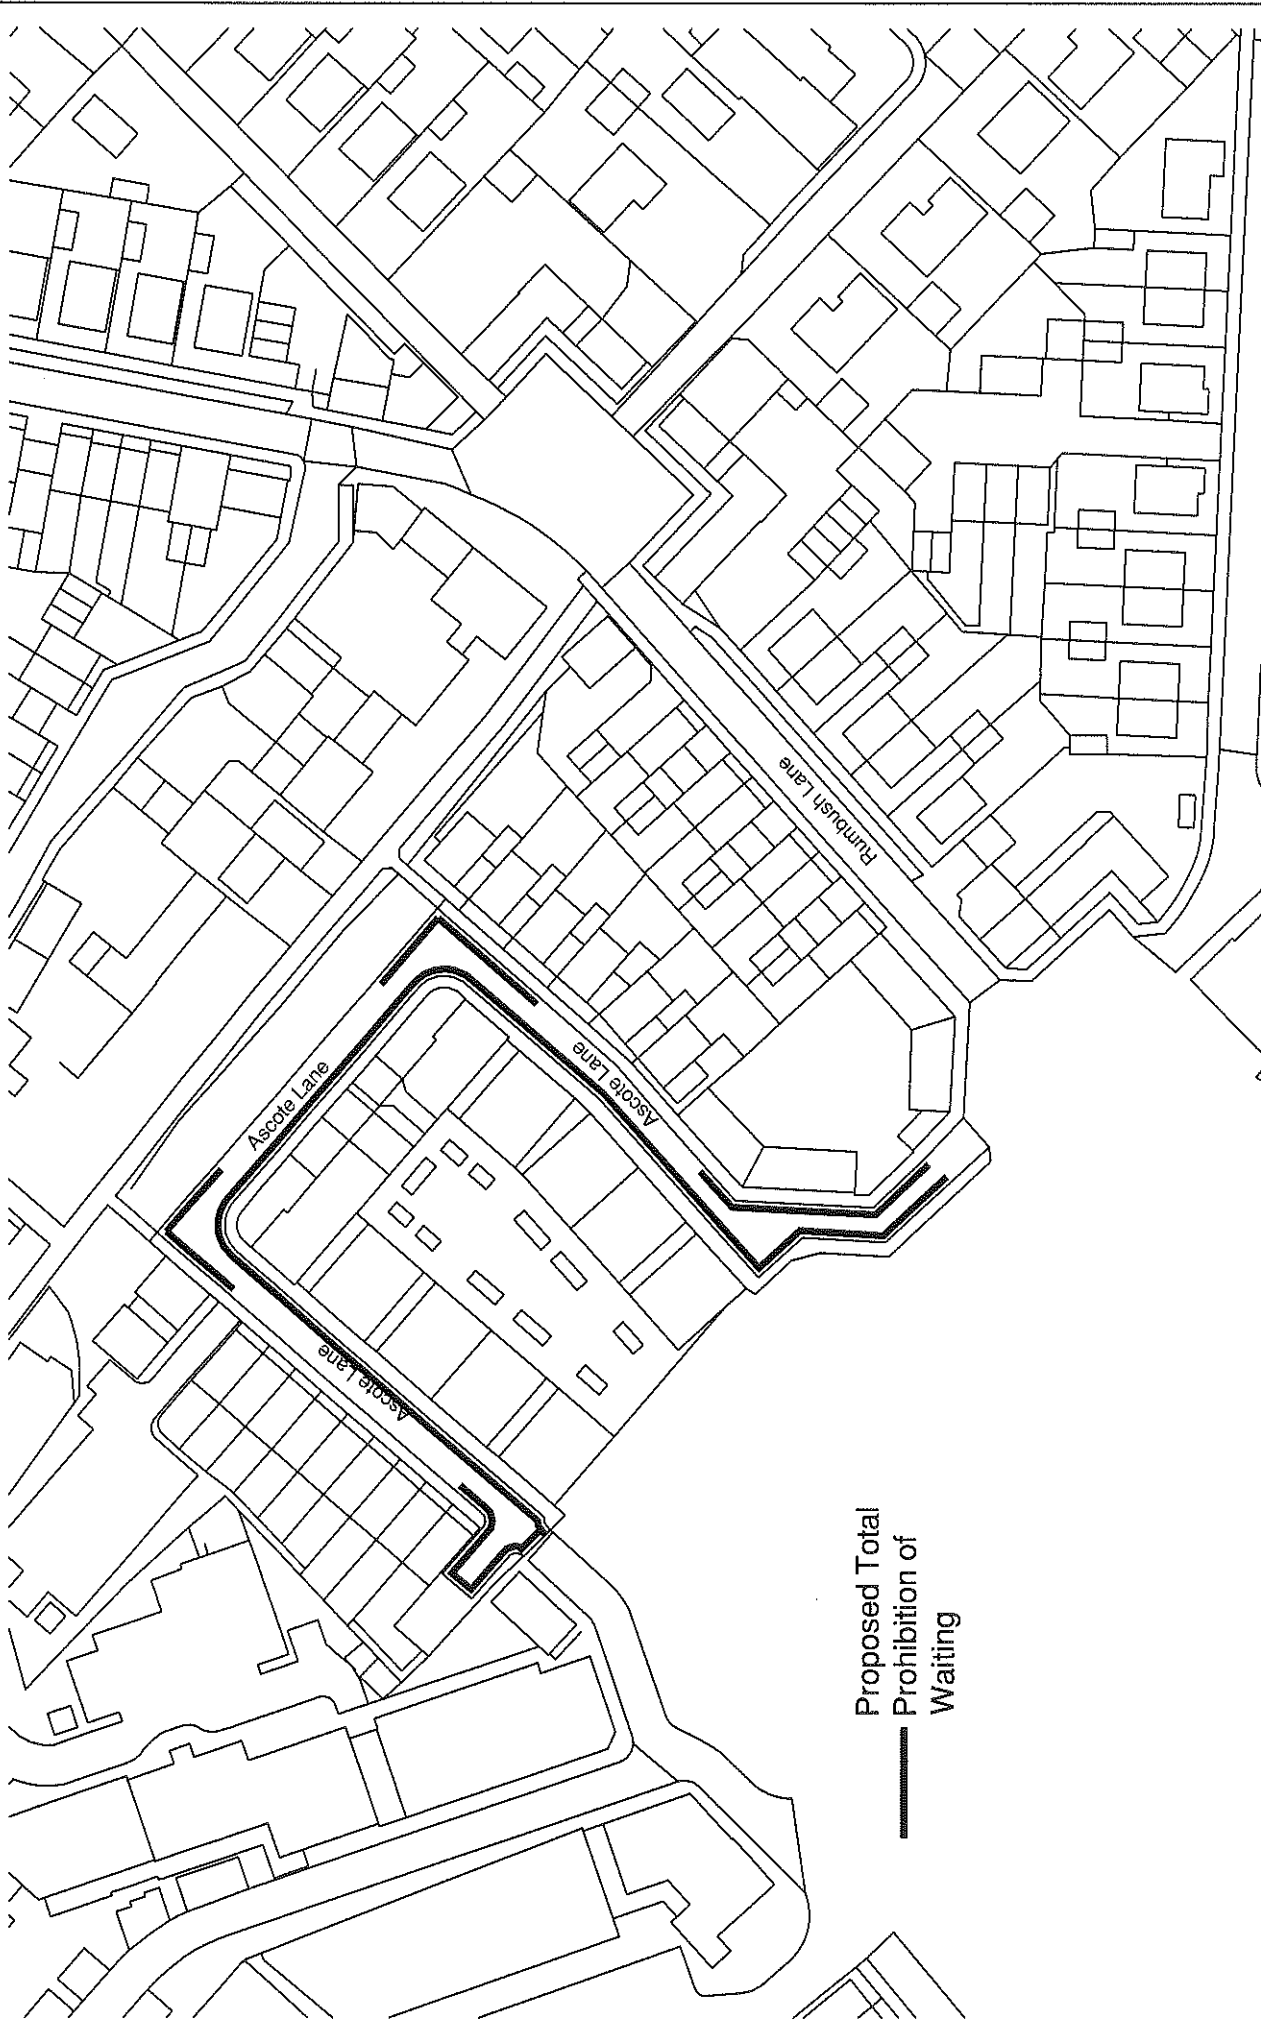 Rumbush Lane
Ascote Lane
Ascote Lane
Ascote Lane
Proposed Total
Prohibition of
Waiting